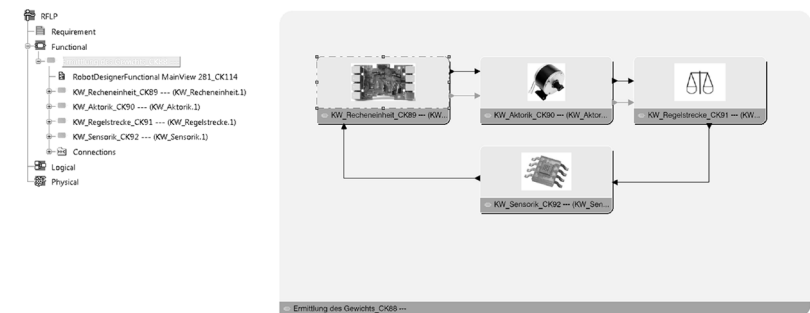 RFLP
Requirement
Functional
RobotDesignerFunctional MainView 281_CK114
KW_Recheneinheit_CK89 --- (KW_Recheneinheit.1)
KW_Aktorik_CK90 --- (KW_Aktorik.1)
KW_Regelstrecke_CK91 --- (KW_Regelstrecke.1)
KW_Sensorik_CK92 --- (KW_Sensorik.1)
Connections
Logical
Physical
KW_Recheneinheit_CK89 --- (KW...
KW_Aktorik_CK90 --- (KW_Aktor...
KW_Regelstrecke_CK91 --- (KW...
KW_Sensorik_CK92 --- (KW_Sen...
Ermittlung des Gewichts_CK88 ---